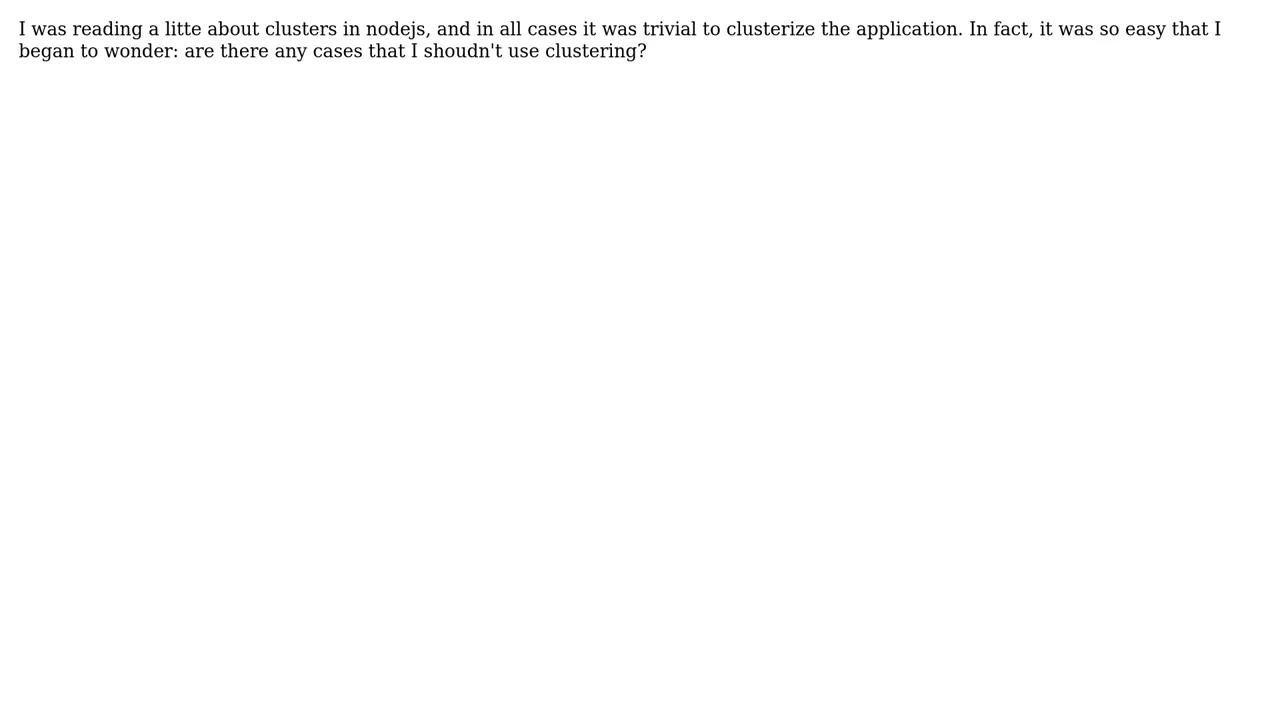 I was reading a litte about clusters in nodejs, and in all cases it was trivial to clusterize the application. In fact, it was so easy that I
began to wonder: are there any cases that I shoudn't use clustering?